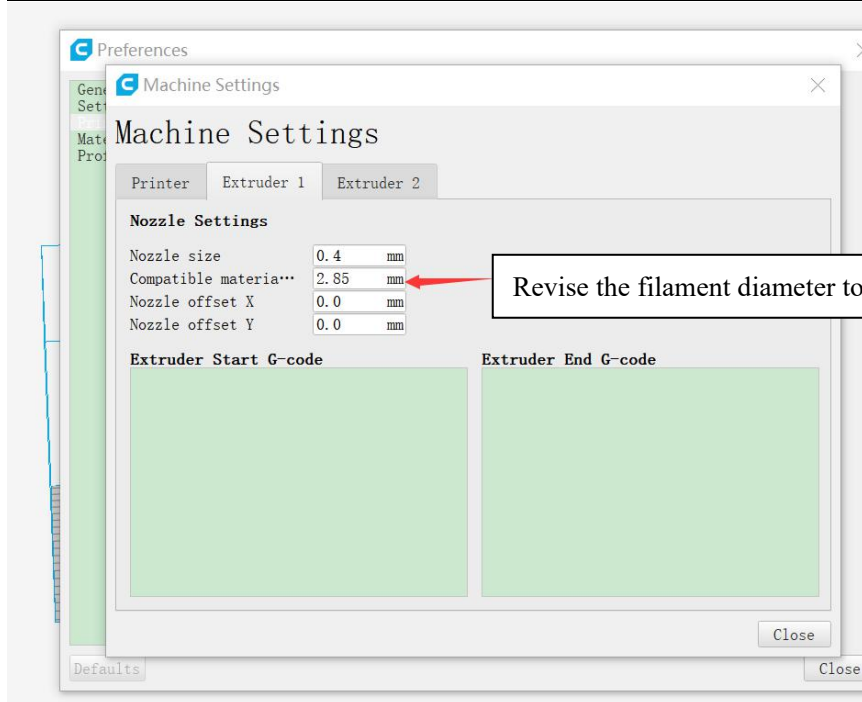 Preferences
Machine Settings
Machine Settings
Printer Extruder 1 Extruder 2
Nozzle Settings
Nozzle size 0.4 mm
Compatible materia··· 2.85 mm
Nozzle offset X 0.0 mm
Nozzle offset Y 0.0 mm
Revise the filament diameter to
Extruder Start G-code Extruder End G-code
Close
Defaults Close